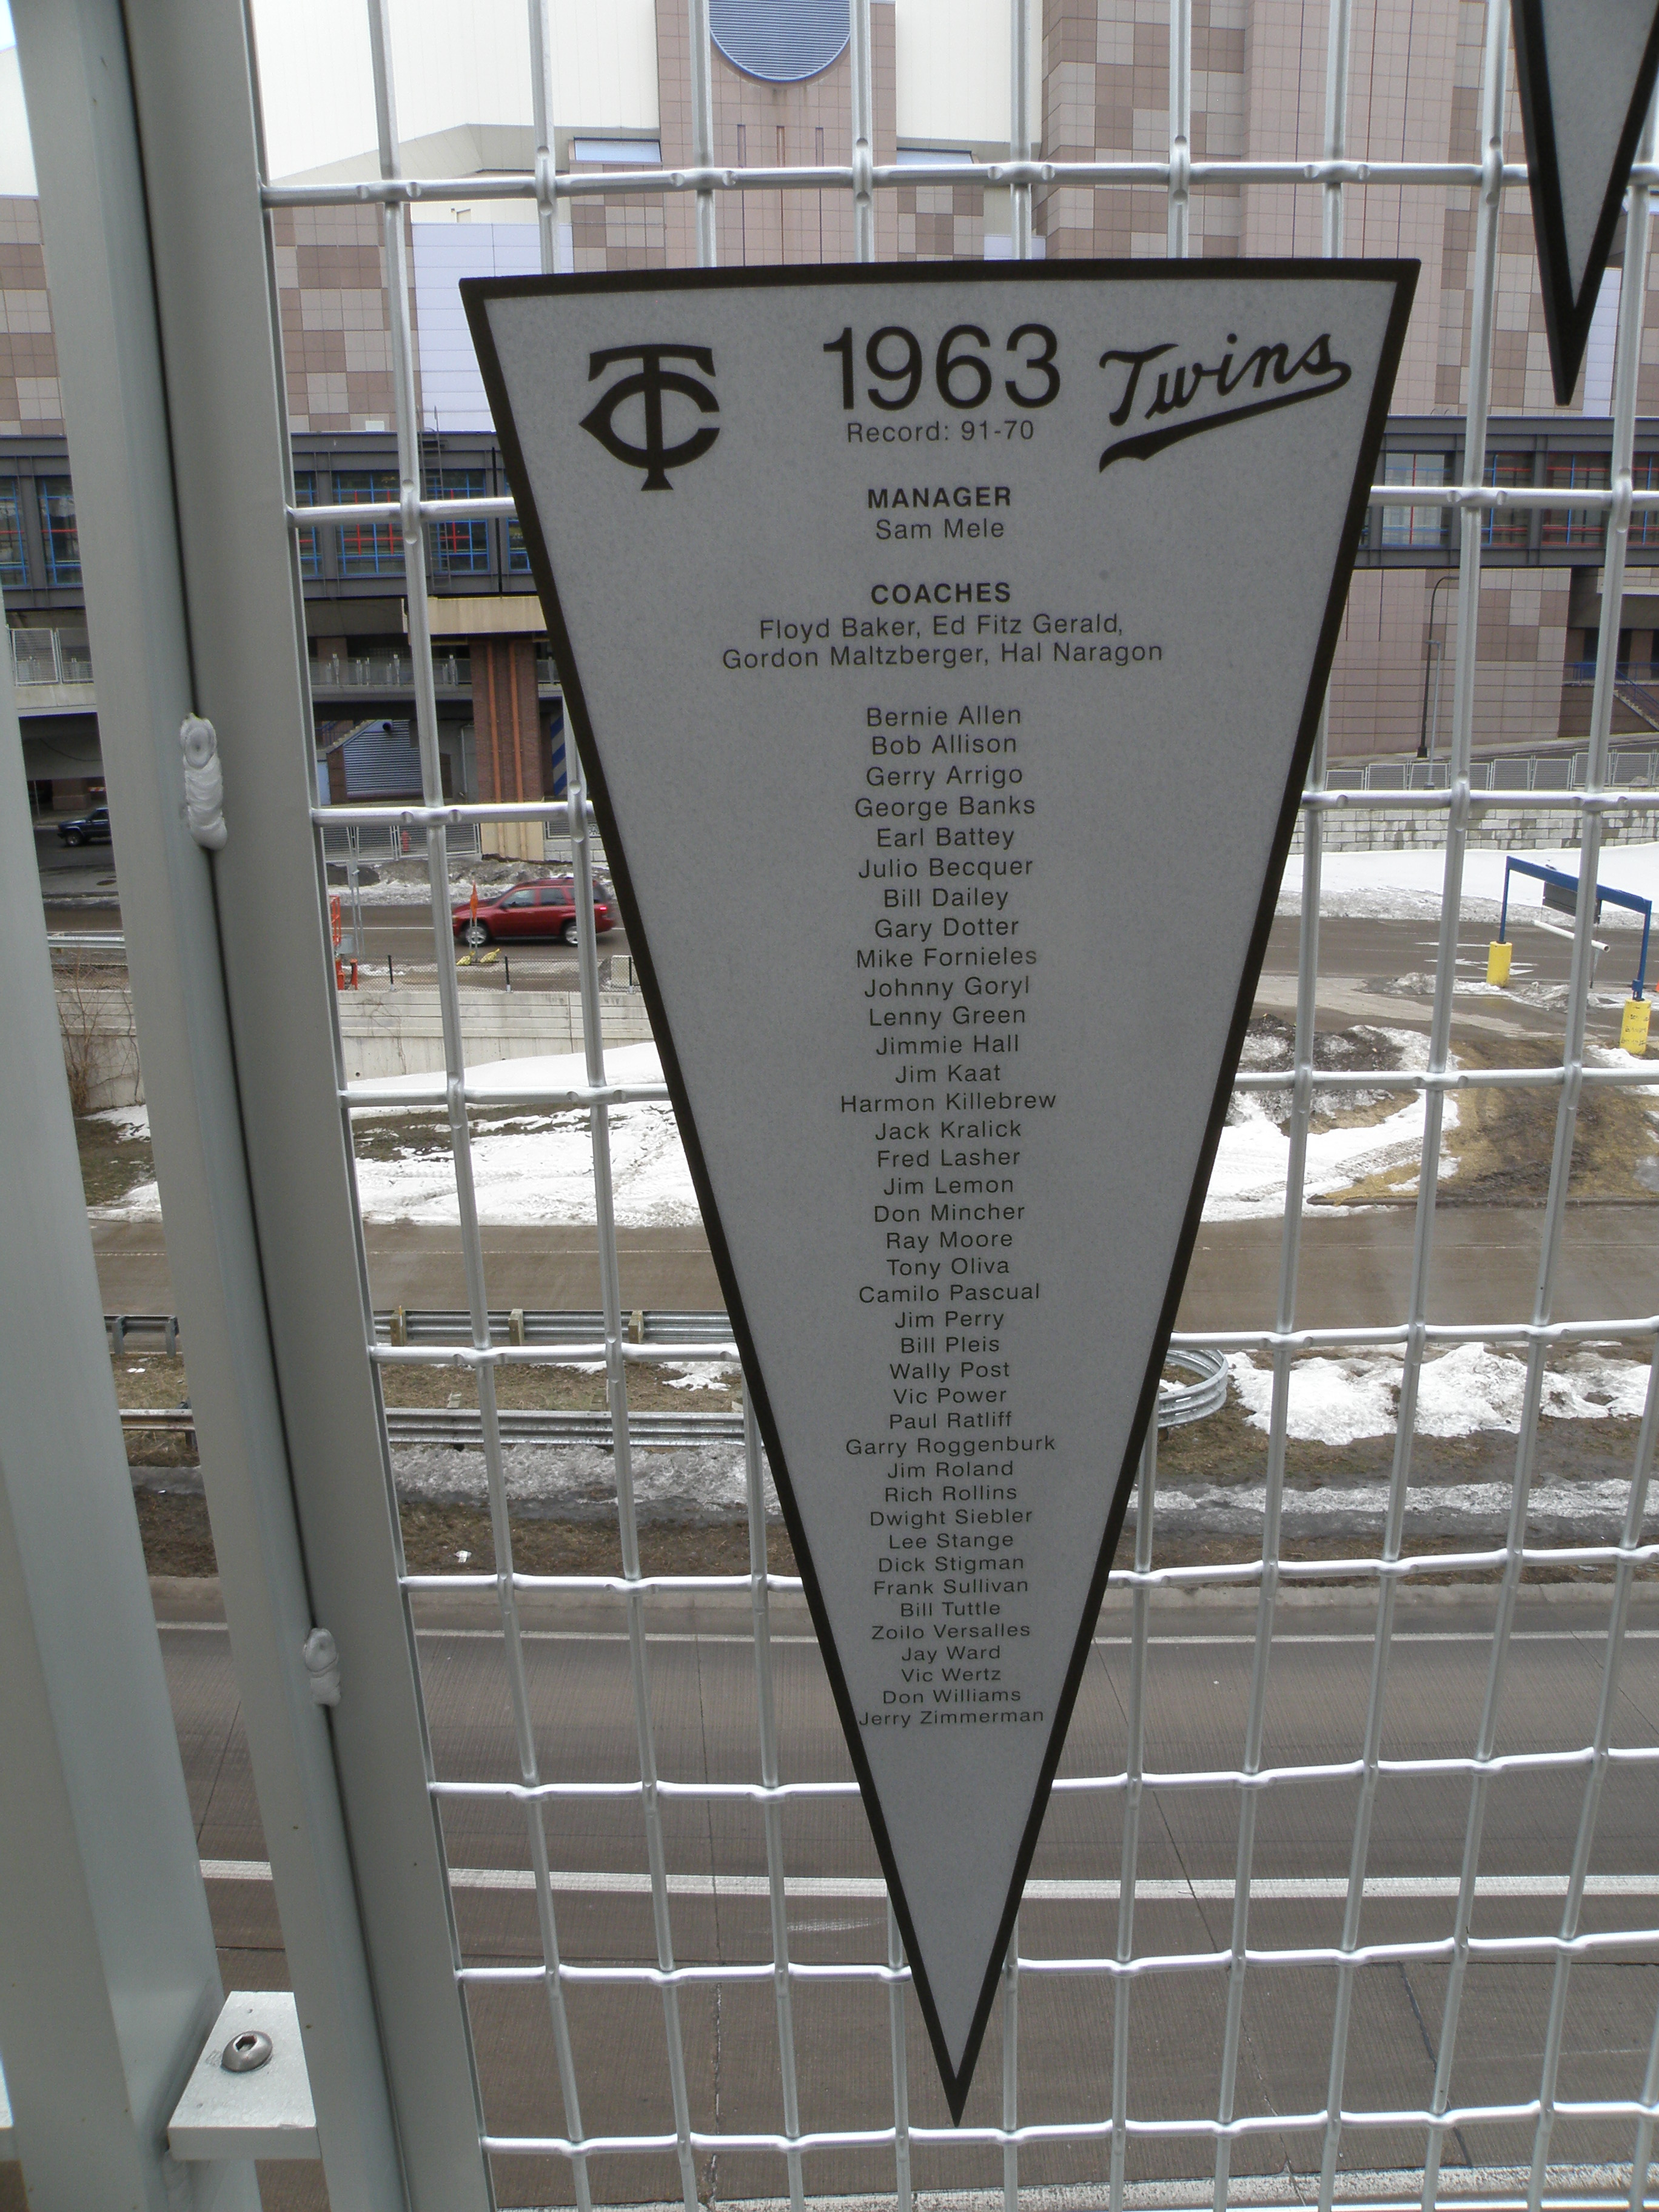 TC
1963
Twins
Record: 91-70
MANAGER
Sam Mele
COACHES
Floyd Baker, Ed Fitz Gerald,
Gordon Maltzberger, Hal Naragon
Bernie Allen
Bob Allison
Gerry Arrigo
George Banks
Earl Battey
Julio Becquer
Bill Dailey
Gary Dotter
Mike Fornieles
Johnny Goryl
Lenny Green
Jimmie Hall
Jim Kaat
Harmon Killebrew
Jack Kralick
Fred Lasher
Jim Lemon
Don Mincher
Ray Moore
Tony Oliva
Camilo Pascual
Jim Perry
Bill Pleis
Wally Post
Vic Power
Paul Ratliff
Garry Roggenburk
Jim Roland
Rich Rollins
Dwight Siebler
Lee Stange
Dick Stigman
Frank Sullivan
Bill Tuttle
Zoilo Versalles
Jay Ward
Vic Wertz
Don Williams
Jerry Zimmerman